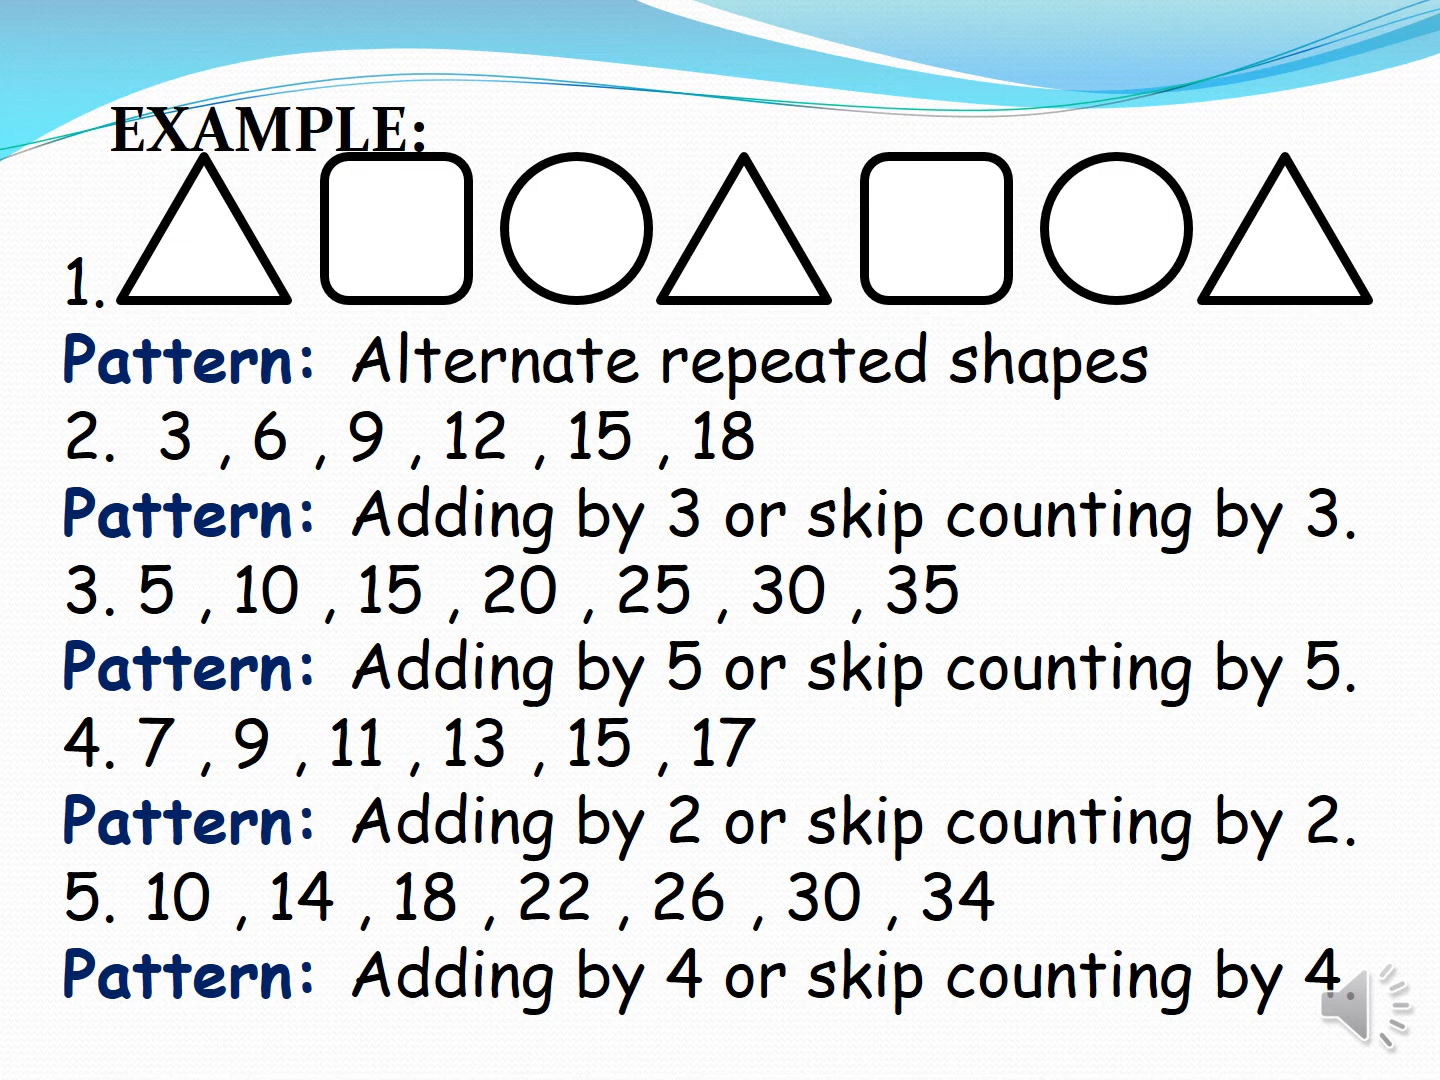 EXAMPLE:
1.
Pattern: Alternate repeated shapes
2. 3 , 6 , 9 , 12 , 15 , 18
Pattern: Adding by 3 or skip counting by 3.
3. 5 , 10 , 15 , 20 , 25 , 30 , 35
Pattern: Adding by 5 or skip counting by 5.
4. 7 , 9 , 11 , 13 , 15 , 17
Pattern: Adding by 2 or skip counting by 2.
5. 10 , 14 , 18 , 22 , 26 , 30 , 34
Pattern: Adding by 4 or skip counting by 4